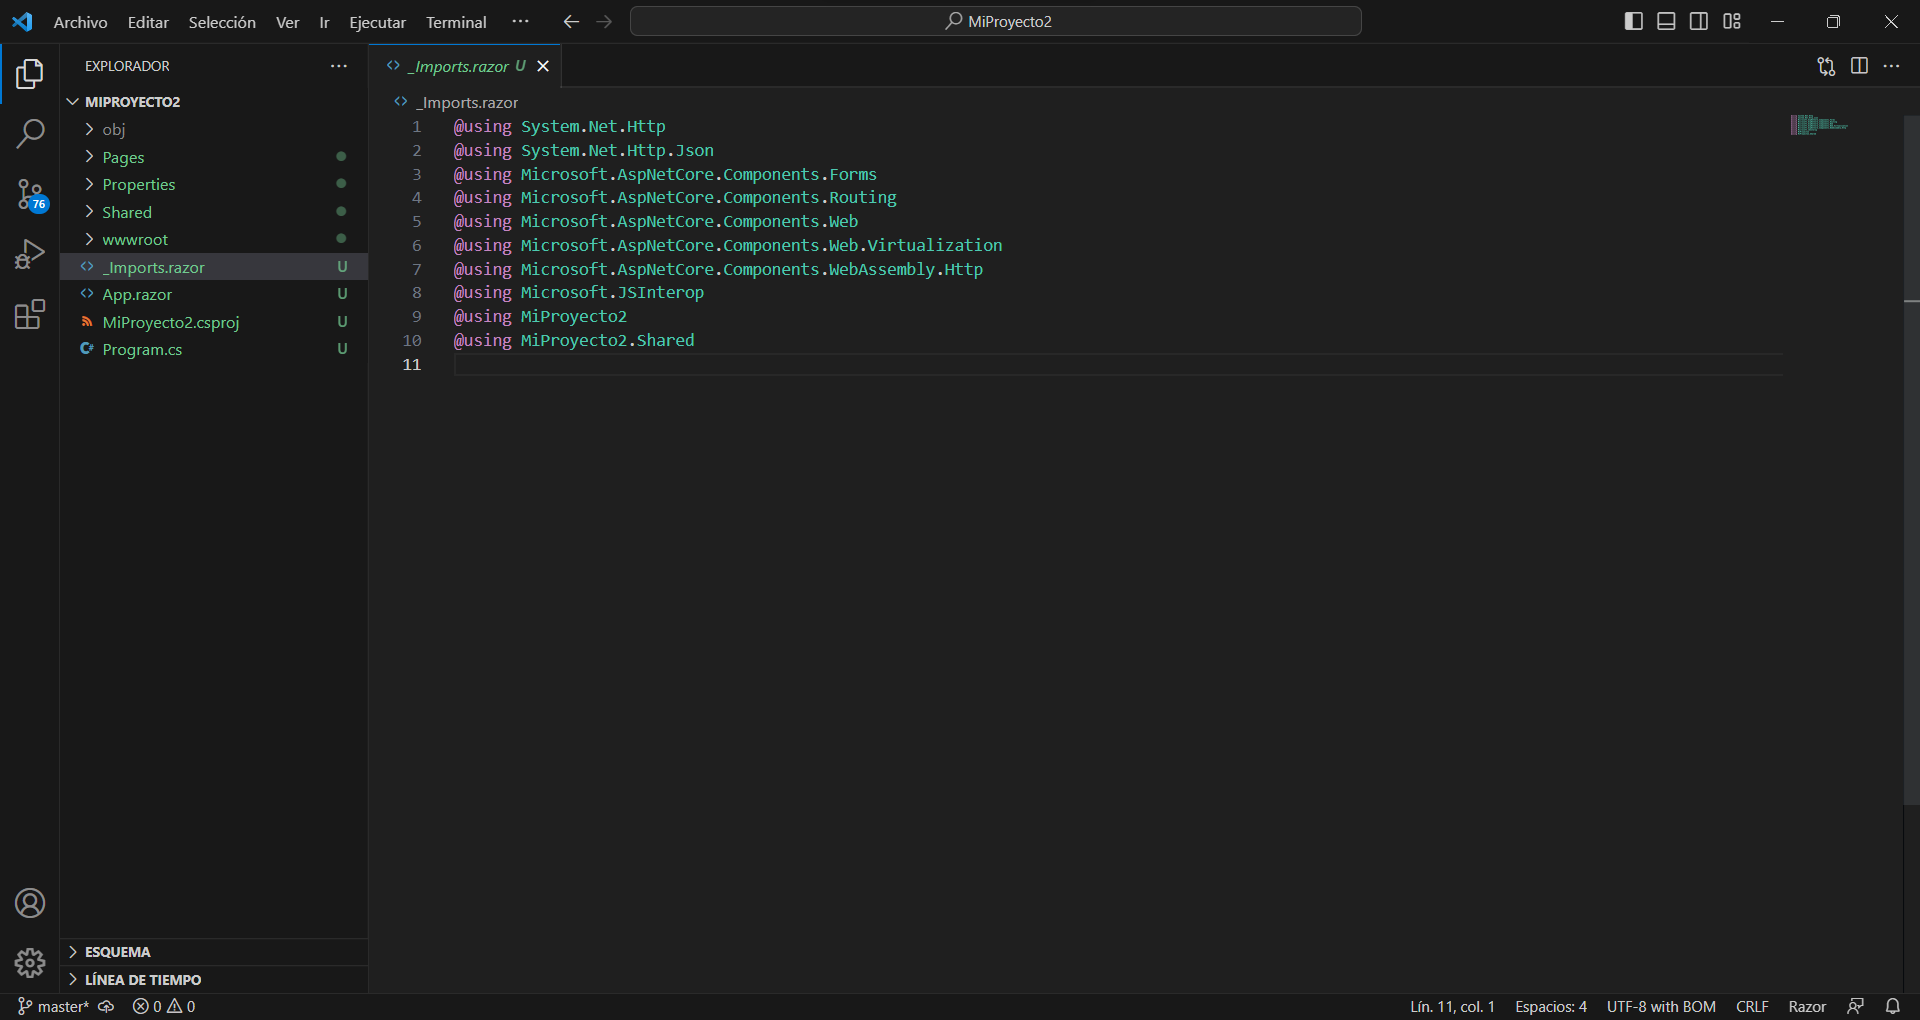 Archivo Editar Selección Ver Ir Ejecutar Terminal ··· MiProyecto2
EXPLORADOR
MIPROYECTO2
obj
Pages
Properties
Shared
wwwroot
_Imports.razor U
App.razor U
MiProyecto2.csproj U
Program.cs U
ESQUEMA
LÍNEA DE TIEMPO
76
_Imports.razor U
_Imports.razor
1 @using System.Net.Http
2 @using System.Net.Http.Json
3 @using Microsoft.AspNetCore.Components.Forms
4 @using Microsoft.AspNetCore.Components.Routing
5 @using Microsoft.AspNetCore.Components.Web
6 @using Microsoft.AspNetCore.Components.Web.Virtualization
7 @using Microsoft.AspNetCore.Components.WebAssembly.Http
8 @using Microsoft.JSInterop
9 @using MiProyecto2
10 @using MiProyecto2.Shared
11
master* 0 0 Lín. 11, col. 1 Espacios: 4 UTF-8 with BOM CRLF Razor